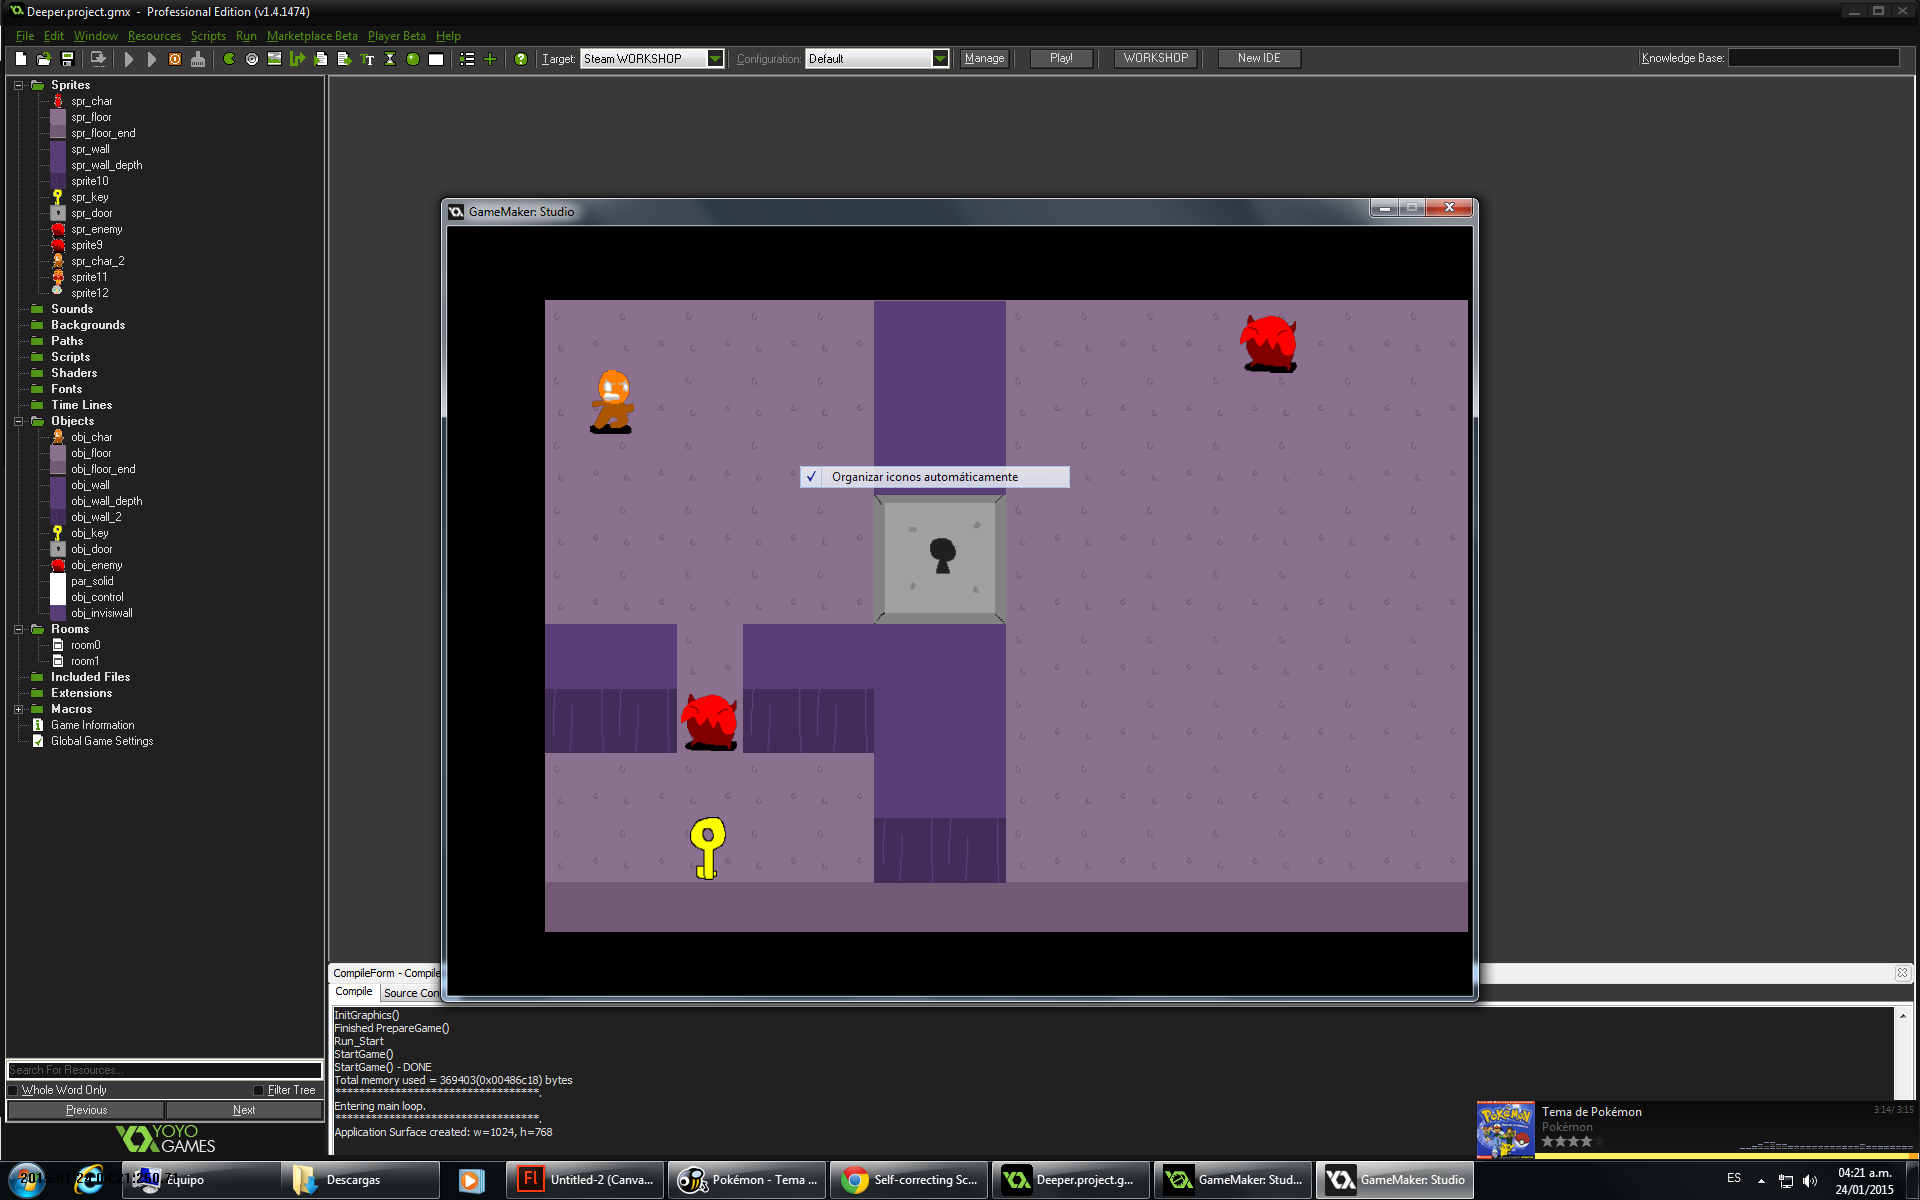 Deeper.project.gmx - Professional Edition (v1.4.1474)
File Edit Window Resources Scripts Run Marketplace Beta Player Beta Help
Target: Steam WORKSHOP Configuration: Default Manage Play! WORKSHOP New IDE Knowledge Base:
Sprites
spr_char
spr_floor
spr_floor_end
spr_wall
spr_wall_depth
sprite10
spr_key
spr_door
spr_enemy
sprite9
spr_char_2
sprite11
sprite12
Sounds
Backgrounds
Paths
Scripts
Shaders
Fonts
Time Lines
Objects
obj_char
obj_floor
obj_floor_end
obj_wall
obj_wall_depth
obj_wall_2
obj_key
obj_door
obj_enemy
par_solid
obj_control
obj_invisiwall
Rooms
room0
room1
Included Files
Extensions
Macros
Game Information
Global Game Settings
Search For Resources...
Whole Word Only Filter Tree
Previous Next
YOYO
GAMES
GameMaker: Studio
Organizar iconos automáticamente
CompileForm - Compile
Compile Source Con
InitGraphics()
Finished PrepareGame()
Run_Start
StartGame()
StartGame() - DONE
Total memory used = 369403(0x00486c18) bytes
**********************************.
Entering main loop.
**********************************.
Application Surface created: w=1024, h=768
Tema de Pokémon 3:14/ 3:15
Pokémon
Equipo Descargas Untitled-2 (Canva... Pokémon - Tema ... Self-correcting Sc... Deeper.project.g... GameMaker: Stud... GameMaker: Studio ES 04:21 a.m.
24/01/2015